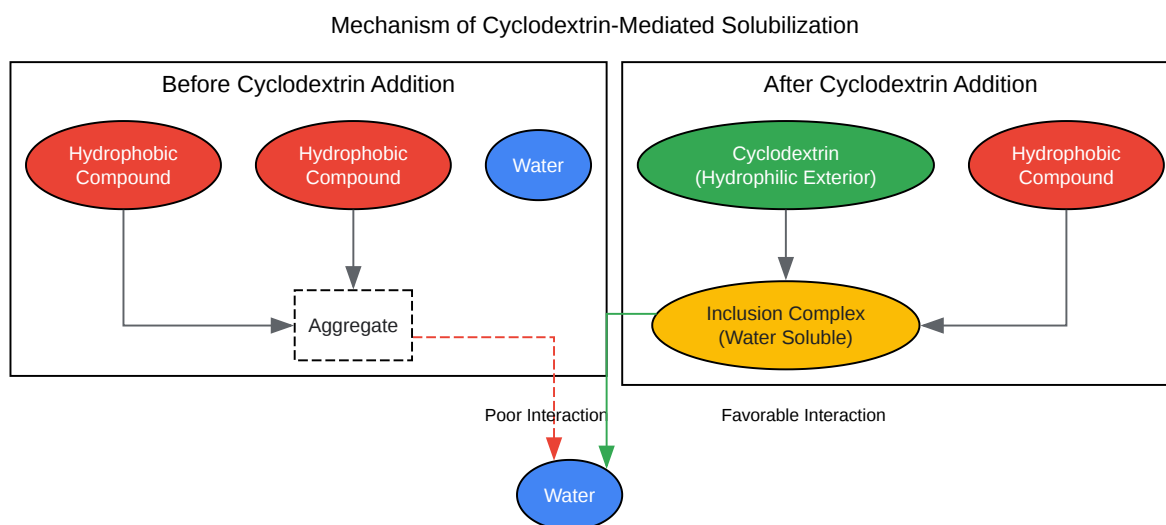 Mechanism of Cyclodextrin-Mediated Solubilization
Before Cyclodextrin Addition
Hydrophobic
Compound
Hydrophobic
Compound
Water
Aggregate
After Cyclodextrin Addition
Cyclodextrin
(Hydrophilic Exterior)
Hydrophobic
Compound
Inclusion Complex
(Water Soluble)
Poor Interaction
Favorable Interaction
Water